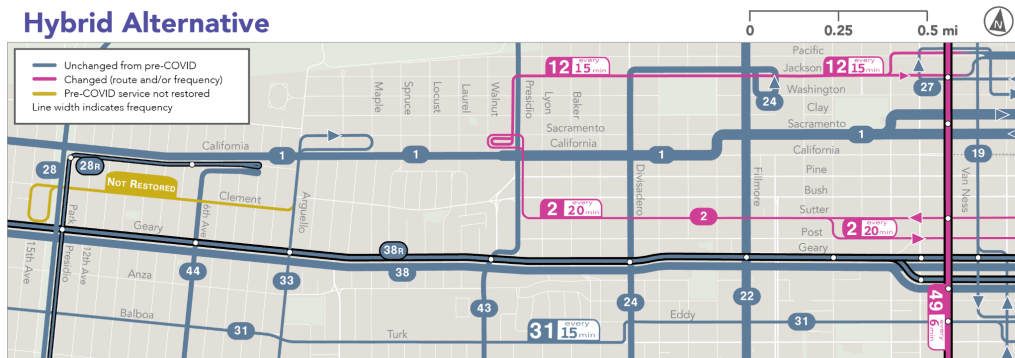 Hybrid Alternative
0 0.25 0.5 mi
N
Unchanged from pre-COVID
Changed (route and/or frequency)
Pre-COVID service not restored
Line width indicates frequency
Pacific
12 every 15 min
12 every 15 min
Jackson
Washington
24
27
Maple
Spruce
Locust
Laurel
Walnut
Presidio
Lyon
Baker
Clay
Sacramento
Sacramento
California
California
California
1
1
1
1
19
28
28R
NOT RESTORED
Clement
Pine
Bush
Sutter
Post
Geary
Divisadero
Fillmore
Van Ness
2 every 20 min
2
2 every 20 min
Park Presidio
6th Ave
Arguello
Geary
15th Ave
12th Ave
38R
38
Anza
44
33
43
24
22
49 every 6 min
Balboa
31
Turk
31 every 15 min
Eddy
31